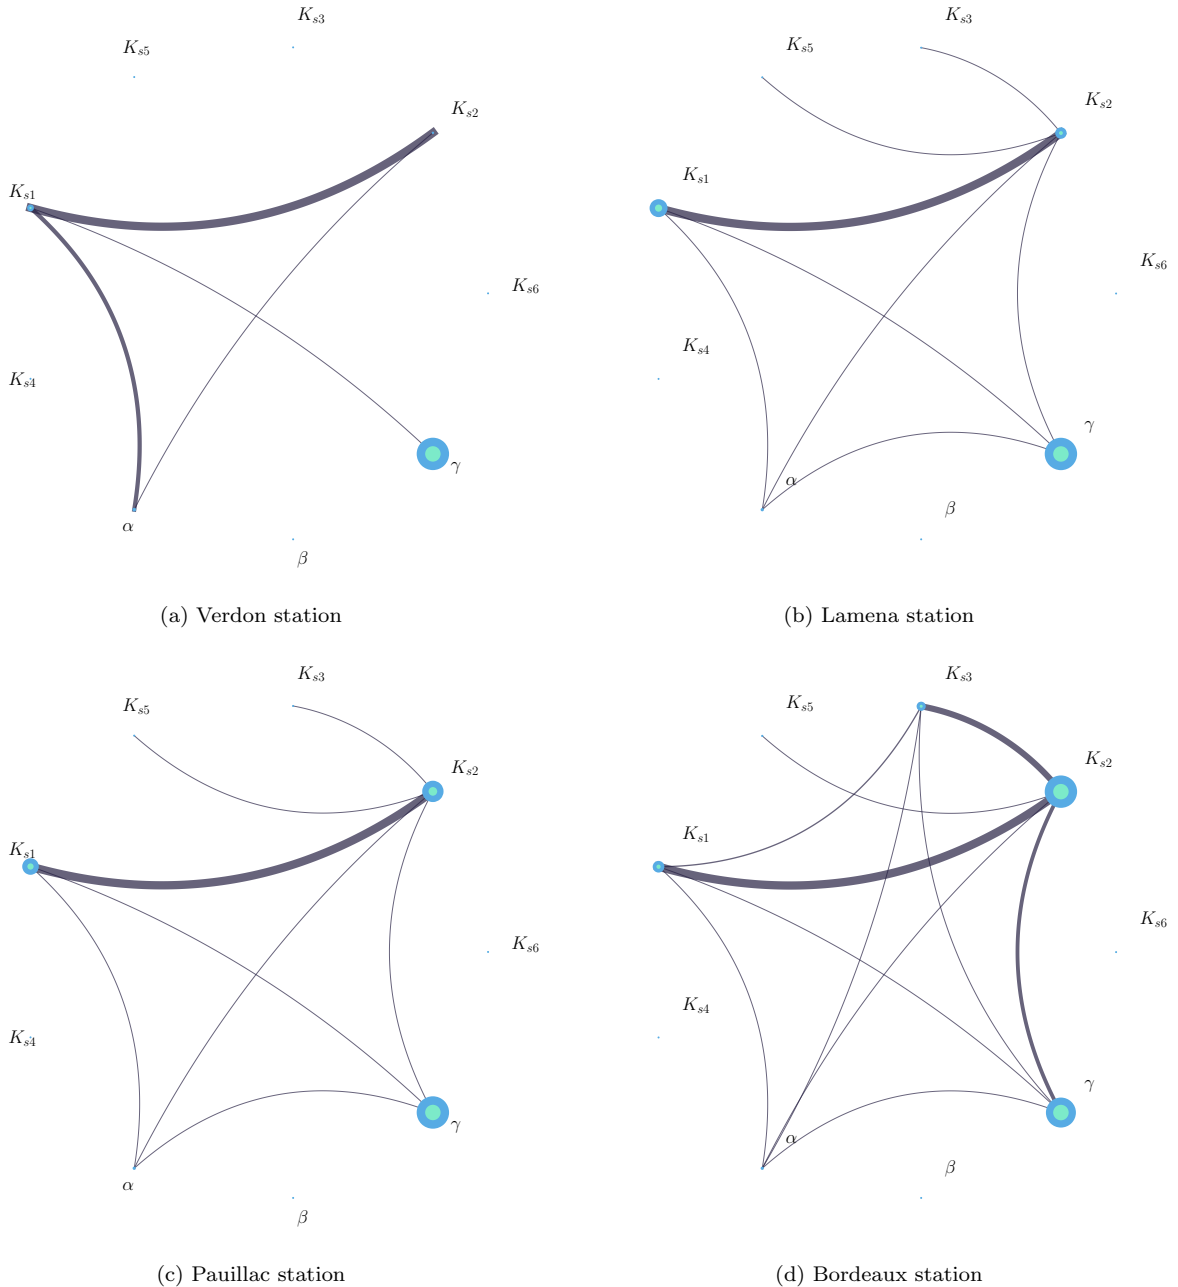 K_{s3}
K_{s5}
K_{s2}
K_{s1}
K_{s6}
K_{s4}
γ
α
β
(a) Verdon station
K_{s3}
K_{s5}
K_{s2}
K_{s1}
K_{s6}
K_{s4}
γ
α
β
(b) Lamena station
K_{s3}
K_{s5}
K_{s2}
K_{s1}
K_{s6}
K_{s4}
γ
α
β
(c) Pauillac station
K_{s3}
K_{s5}
K_{s2}
K_{s1}
K_{s6}
K_{s4}
γ
α
β
(d) Bordeaux station